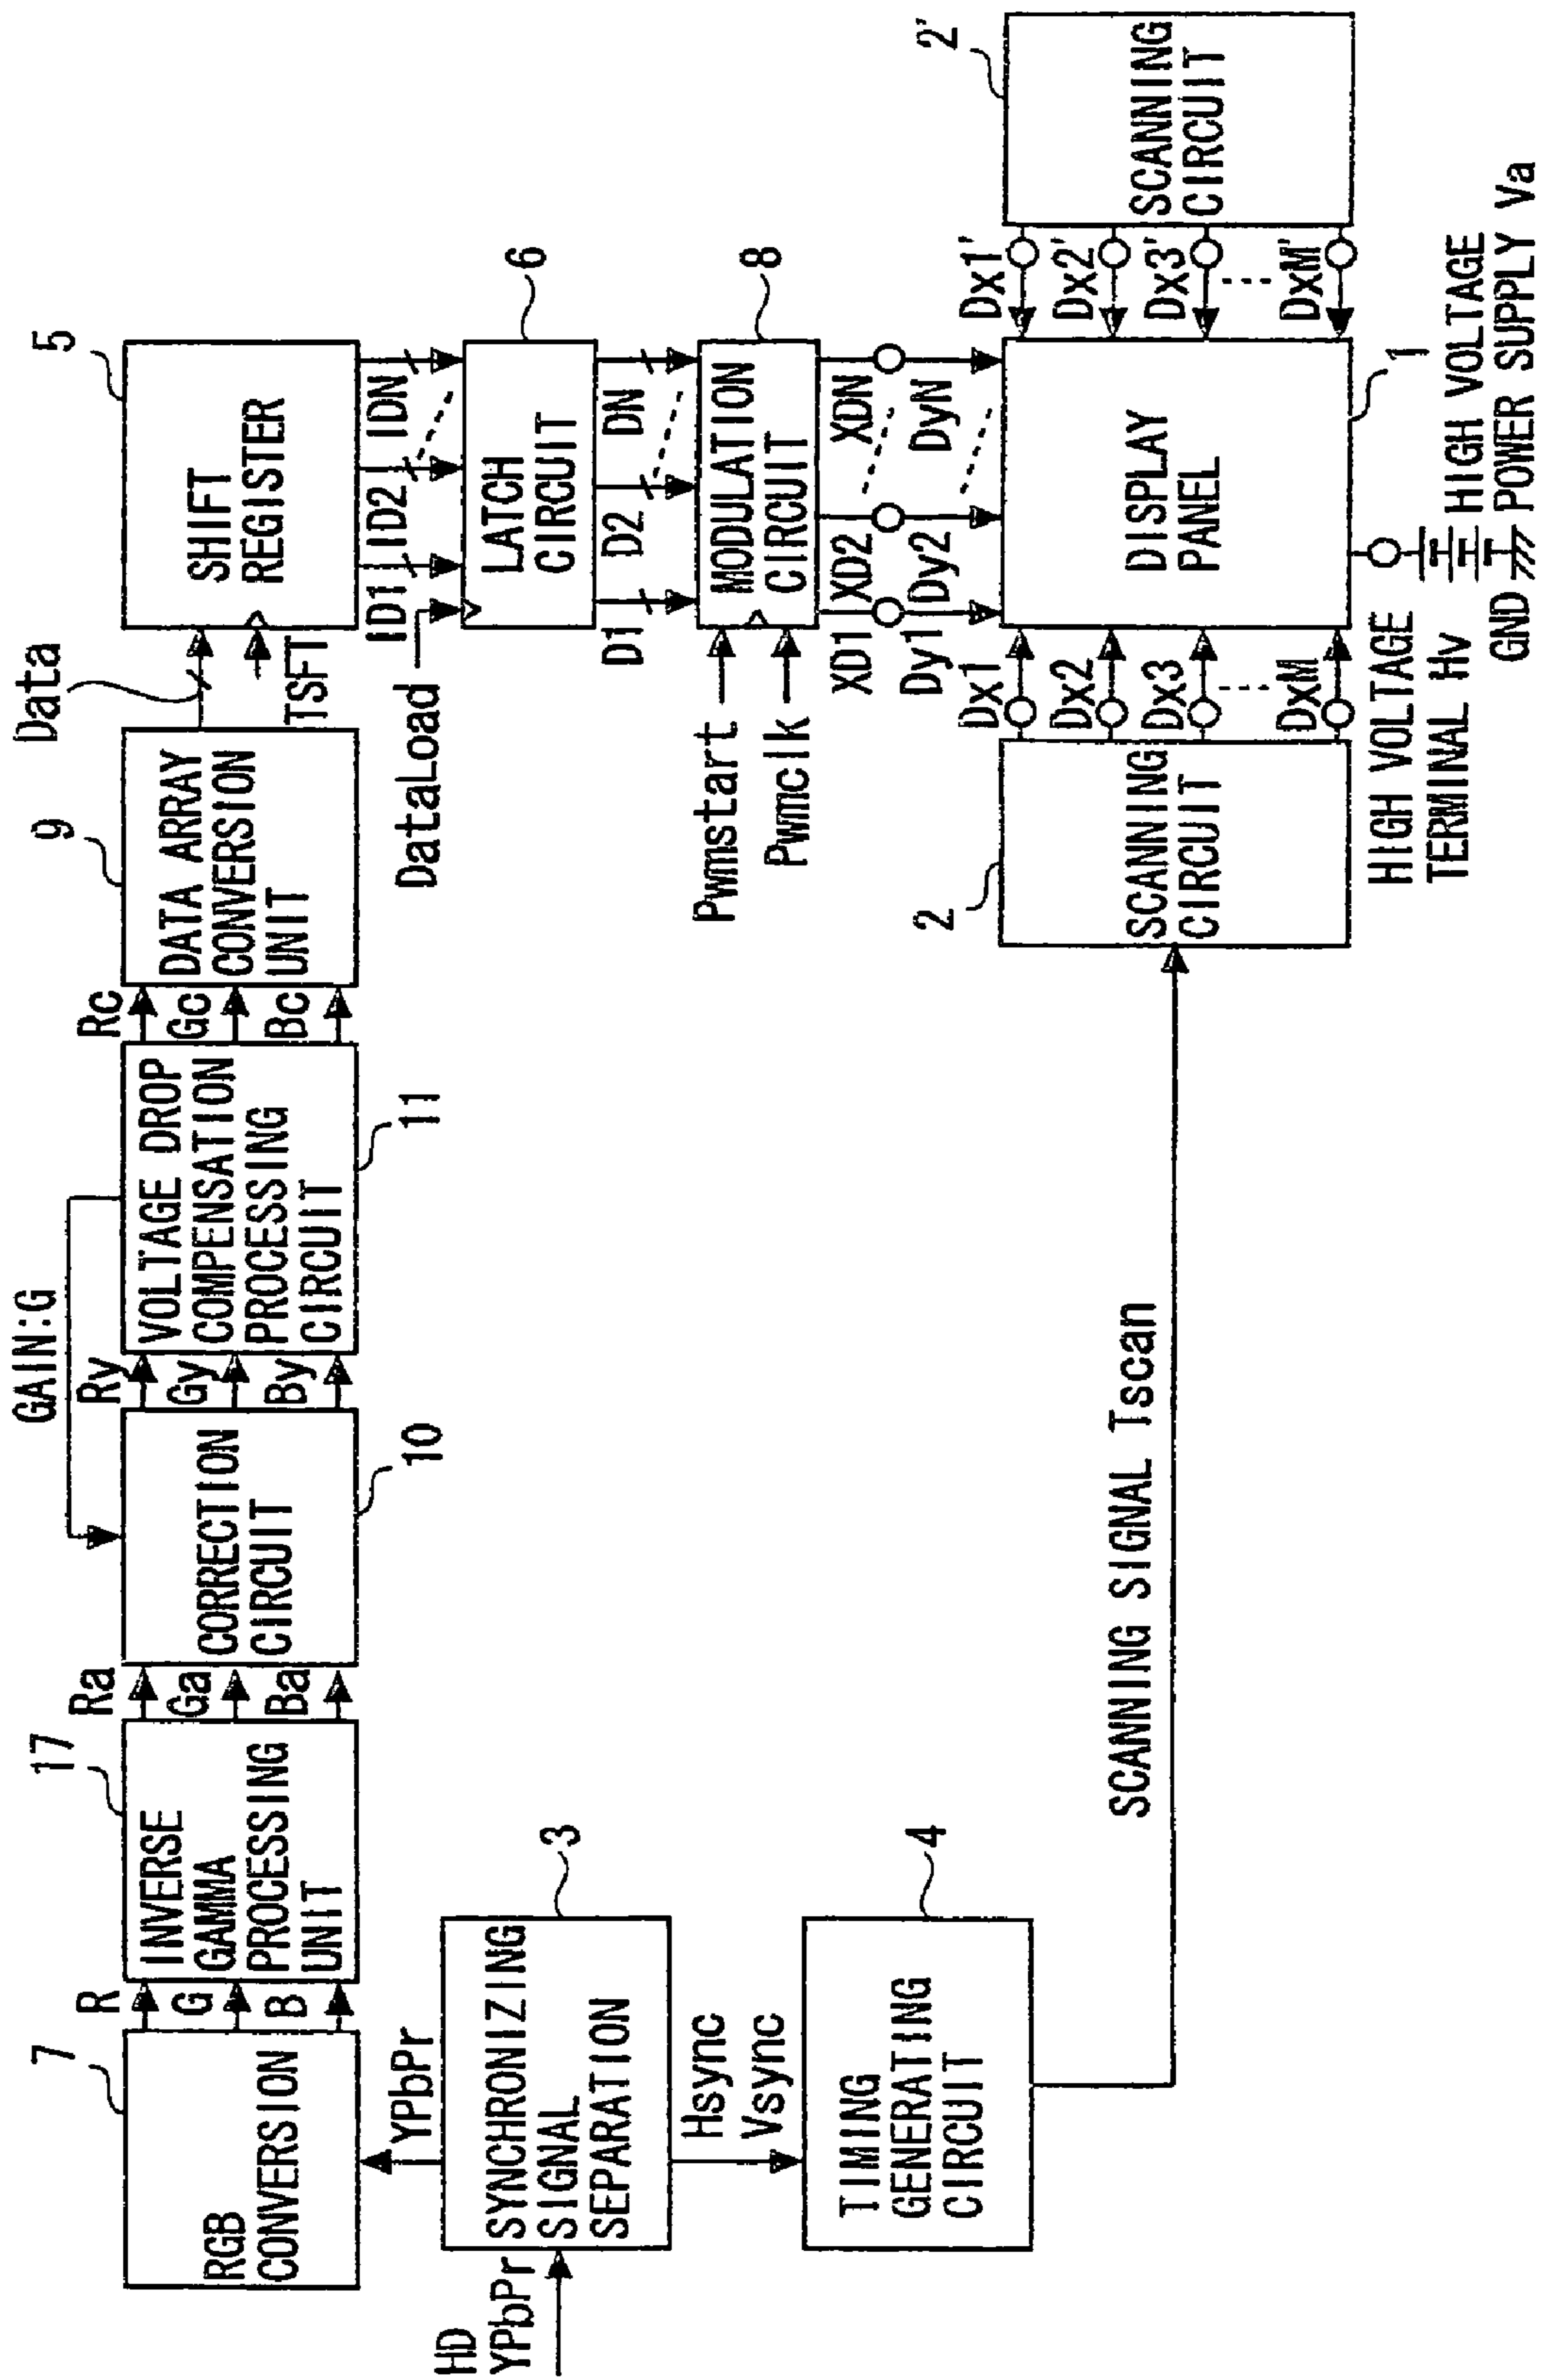 7
RGB
CONVERSION
R
G
B
17
INVERSE
GAMMA
PROCESSING
UNIT
Ra
Ga
Ba
GAIN:G
CORRECTION
CIRCUIT
10
Ry
Gy
By
VOLTAGE DROP
COMPENSATION
PROCESSING
CIRCUIT
11
Rc
Gc
Bc
9
DATA ARRAY
CONVERSION
UNIT
Data
TSFT
5
SHIFT
REGISTER
ID1
ID2
IDN
DataLoad
6
LATCH
CIRCUIT
D1
D2
DN
Pwmstart
Pwmclk
8
MODULATION
CIRCUIT
XD1
XD2
XDN
Dy1
Dy2
DyN
HD
YPbPr
YPbPr
3
SYNCHRONIZING
SIGNAL
SEPARATION
Hsync
Vsync
4
TIMING
GENERATING
CIRCUIT
SCANNING SIGNAL Tscan
2
SCANNING
CIRCUIT
Dx1
Dx2
Dx3
DxM
DISPLAY
PANEL
1
Dx1'
Dx2'
Dx3'
DxM'
2'
SCANNING
CIRCUIT
HIGH VOLTAGE
TERMINAL Hv
GND
HIGH VOLTAGE
POWER SUPPLY Va